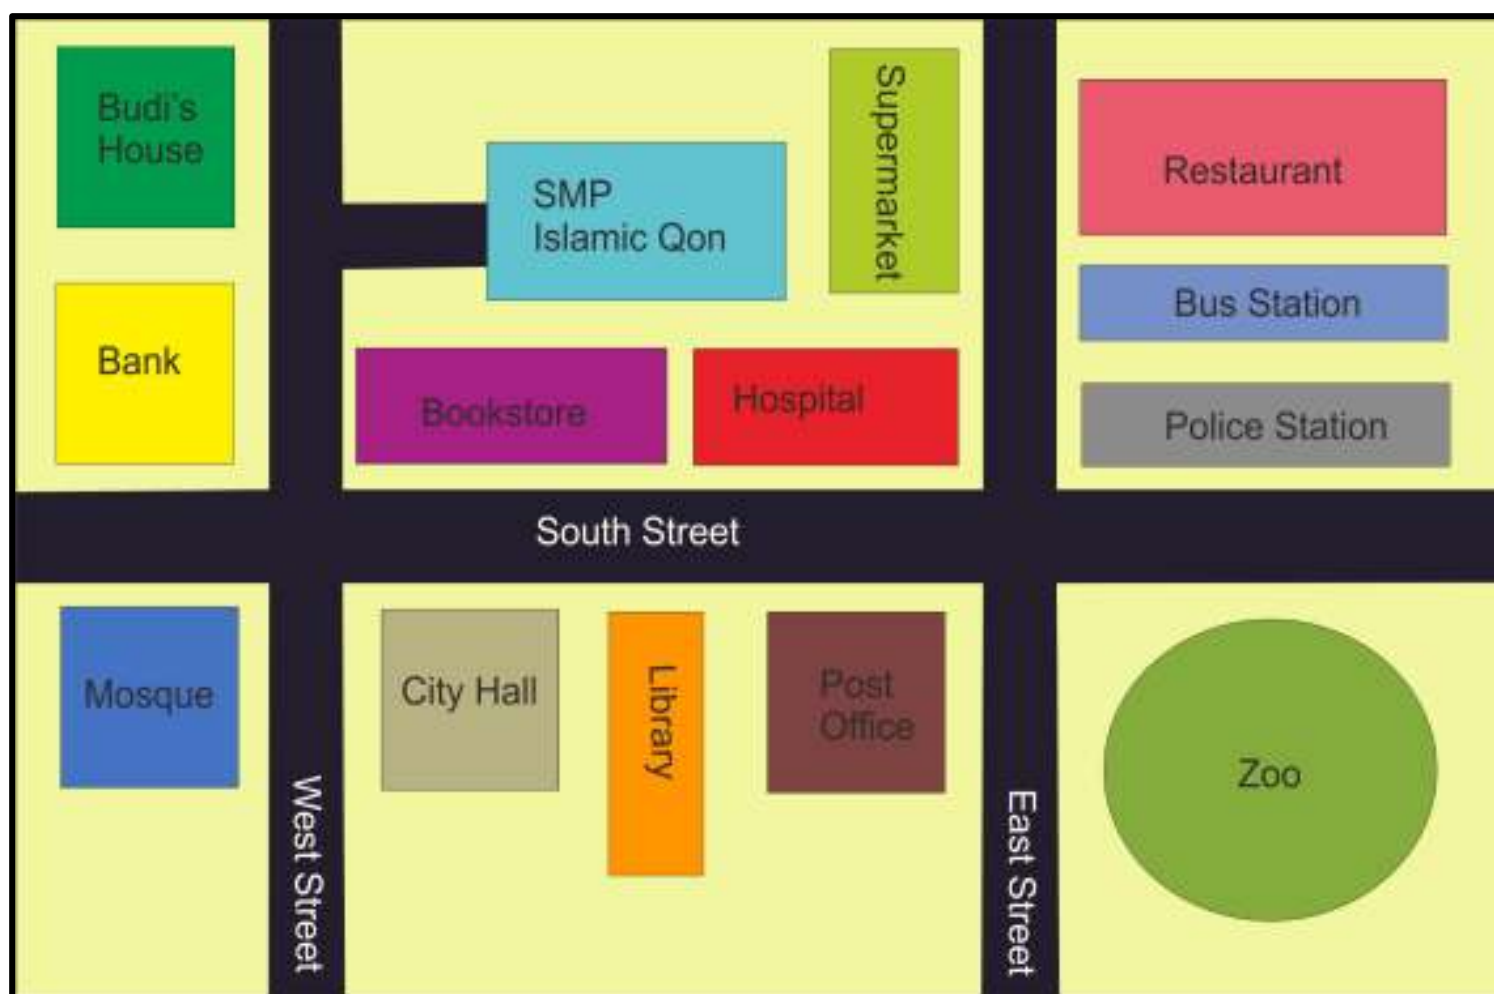 Budi's
House
Supermarket
Restaurant
SMP
Islamic Qon
Bus Station
Bank
Bookstore
Hospital
Police Station
South Street
Mosque
City Hall
Library
Post
Office
Zoo
West Street
East Street